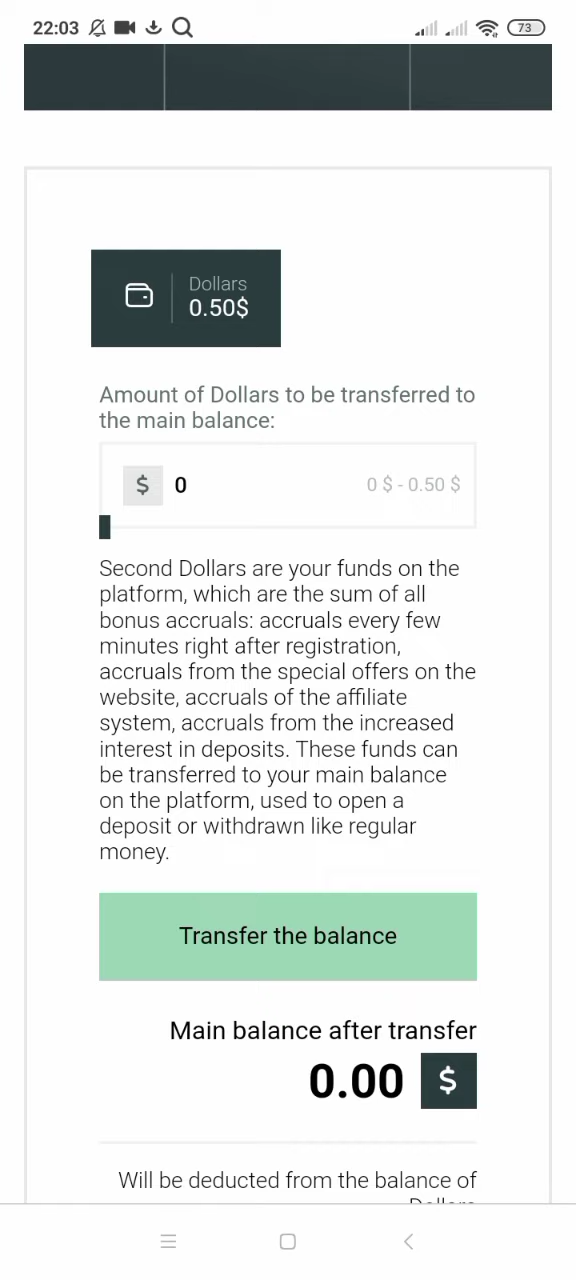 22:03
73
Dollars
0.50$
Amount of Dollars to be transferred to
the main balance:
$ 0 0 $ - 0.50 $
Second Dollars are your funds on the
platform, which are the sum of all
bonus accruals: accruals every few
minutes right after registration,
accruals from the special offers on the
website, accruals of the affiliate
system, accruals from the increased
interest in deposits. These funds can
be transferred to your main balance
on the platform, used to open a
deposit or withdrawn like regular
money.
Transfer the balance
Main balance after transfer
0.00 $
Will be deducted from the balance of
Dollars